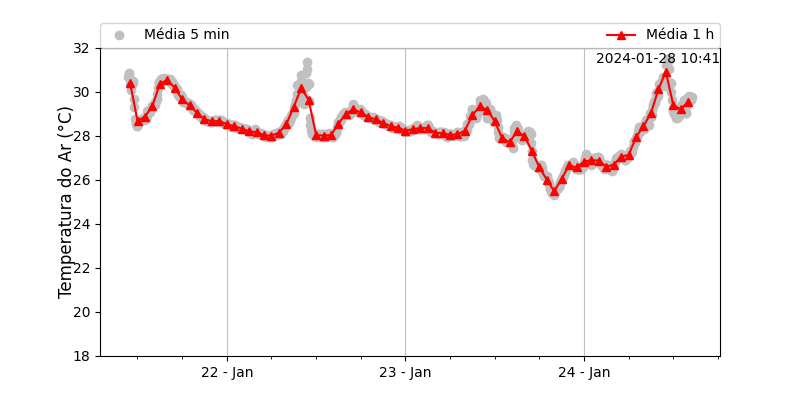 Média 5 min
Média 1 h
2024-01-28 10:41
Temperatura do Ar (°C)
32
30
28
26
24
22
20
18
22 - Jan
23 - Jan
24 - Jan